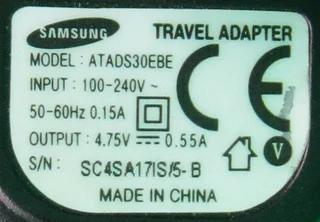 SAMSUNG TRAVEL ADAPTER
MODEL : ATADS30EBE
INPUT : 100-240V ~
50-60Hz 0.15A
OUTPUT : 4.75V ⎓ 0.55A
S/N : SC4SA17IS/5-B
MADE IN CHINA
CE
V